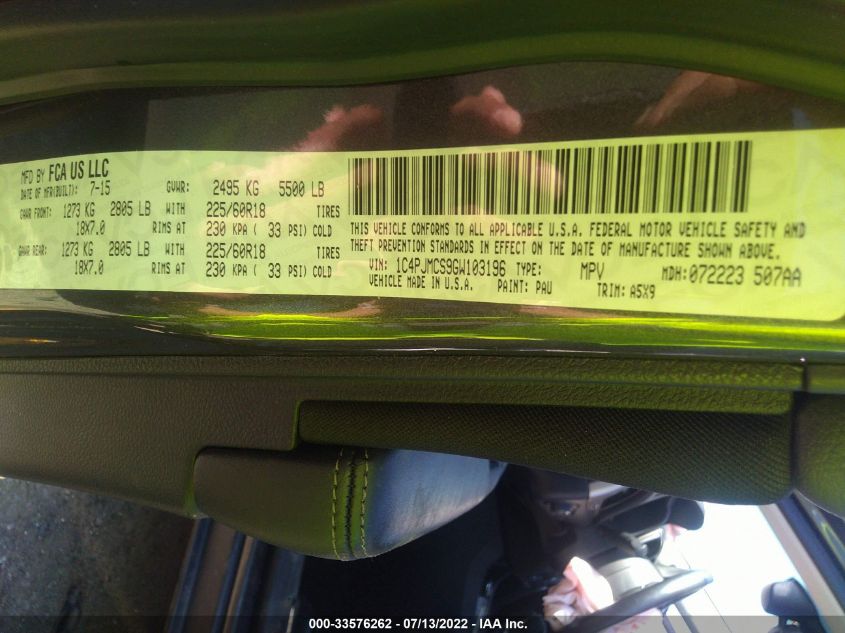 MFD BY FCA US LLC
DATE OF MFR(BUILT): 7-15 GVWR: 2495 KG 5500 LB
GAWR FRONT: 1273 KG 2805 LB WITH 225/60R18 TIRES
18X7.0 RIMS AT 230 KPA ( 33 PSI) COLD
GAWR REAR: 1273 KG 2805 LB WITH 225/60R18 TIRES
18X7.0 RIMS AT 230 KPA ( 33 PSI) COLD
THIS VEHICLE CONFORMS TO ALL APPLICABLE U.S.A. FEDERAL MOTOR VEHICLE SAFETY AND
THEFT PREVENTION STANDARDS IN EFFECT ON THE DATE OF MANUFACTURE SHOWN ABOVE.
VIN: 1C4PJMCS9GW103196 TYPE: MPV MDH: 072223 507AA
VEHICLE MADE IN U.S.A. PAINT: PAU TRIM: A5X9
000-33576262 - 07/13/2022 - IAA Inc.